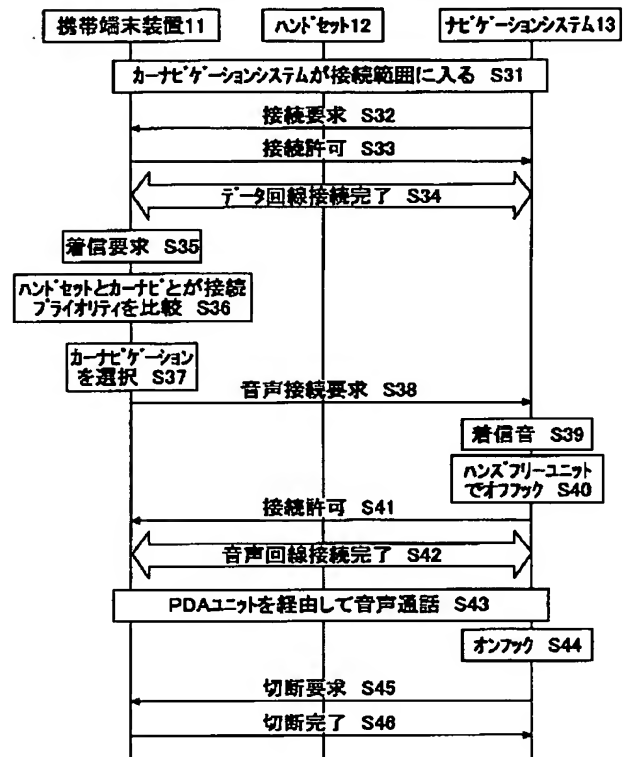 携帯端末装置11
ハンドセット12
ナビゲーションシステム13
カーナビゲーションシステムが接続範囲に入る S31
接続要求 S32
接続許可 S33
データ回線接続完了 S34
着信要求 S35
ハンドセットとカーナビとが接続
プライオリティを比較 S36
カーナビゲーション
を選択 S37
音声接続要求 S38
着信音 S39
ハンズフリーユニット
でオフフック S40
接続許可 S41
音声回線接続完了 S42
PDAユニットを経由して音声通話 S43
オンフック S44
切断要求 S45
切断完了 S46